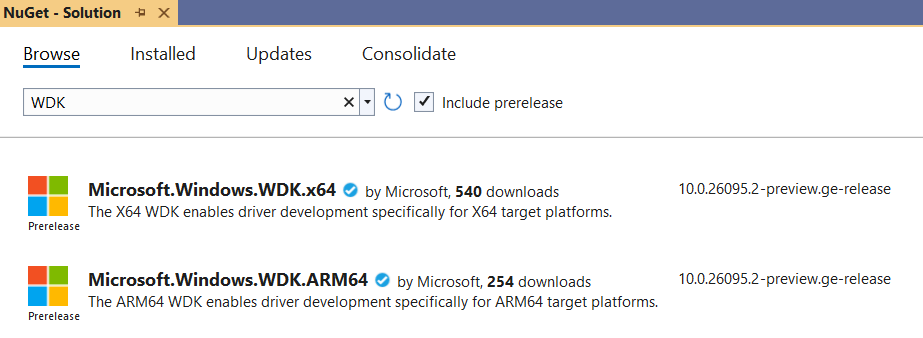 NuGet - Solution
Browse Installed Updates Consolidate
WDK Include prerelease
Microsoft.Windows.WDK.x64 by Microsoft, 540 downloads 10.0.26095.2-preview.ge-release
The X64 WDK enables driver development specifically for X64 target platforms.
Prerelease
Microsoft.Windows.WDK.ARM64 by Microsoft, 254 downloads 10.0.26095.2-preview.ge-release
The ARM64 WDK enables driver development specifically for ARM64 target platforms.
Prerelease